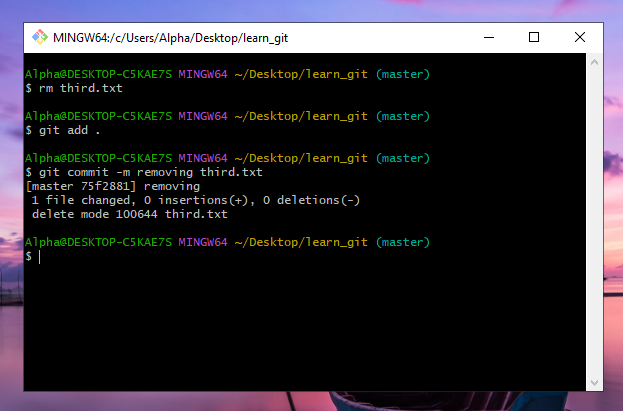 MINGW64:/c/Users/Alpha/Desktop/learn_git
Alpha@DESKTOP-C5KAE7S MINGW64 ~/Desktop/learn_git (master)
$ rm third.txt
Alpha@DESKTOP-C5KAE7S MINGW64 ~/Desktop/learn_git (master)
$ git add .
Alpha@DESKTOP-C5KAE7S MINGW64 ~/Desktop/learn_git (master)
$ git commit -m removing third.txt
[master 75f2881] removing
 1 file changed, 0 insertions(+), 0 deletions(-)
 delete mode 100644 third.txt
Alpha@DESKTOP-C5KAE7S MINGW64 ~/Desktop/learn_git (master)
$